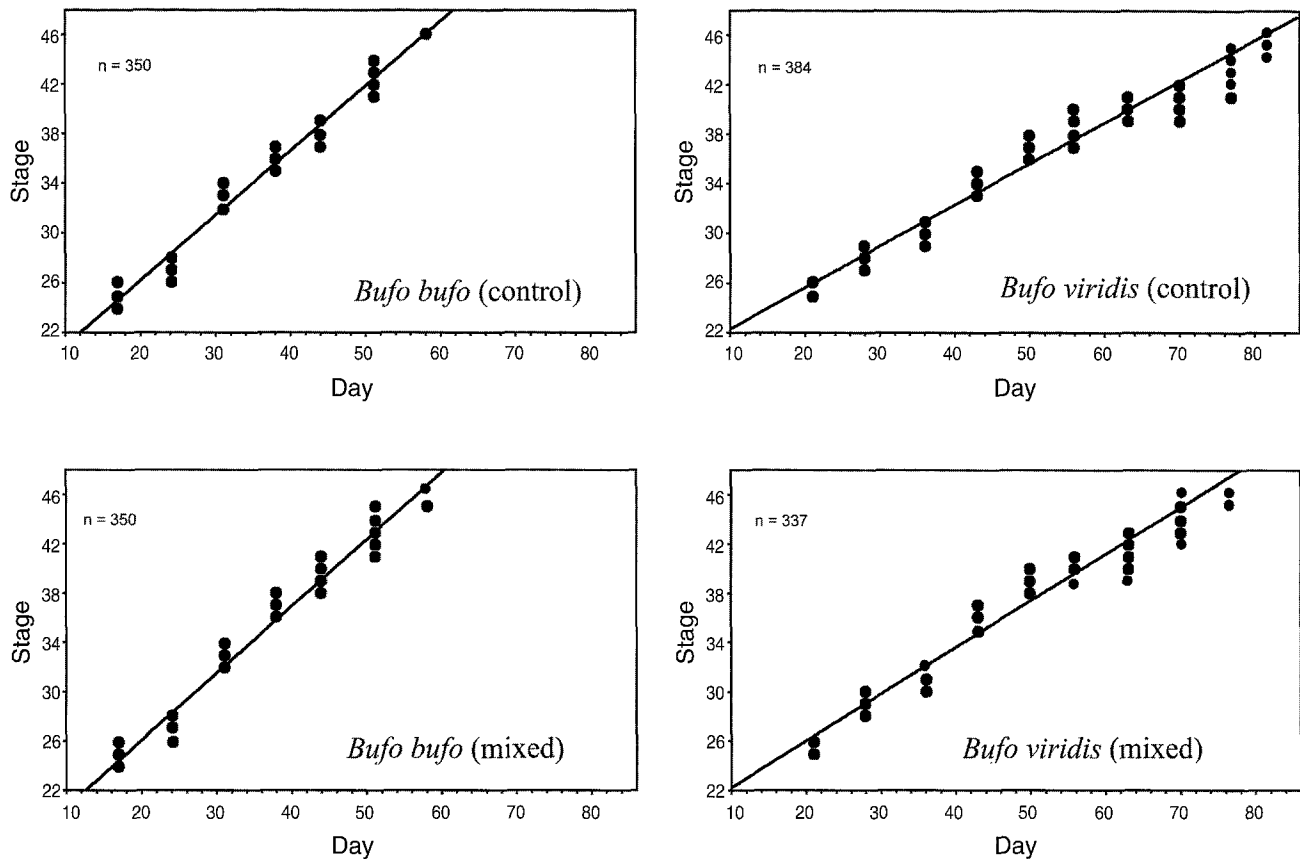 46
42
38
34
30
26
22
Stage
n = 350
Bufo bufo (control)
10 20 30 40 50 60 70 80
Day
46
42
38
34
30
26
22
Stage
n = 384
Bufo viridis (control)
10 20 30 40 50 60 70 80
Day
46
42
38
34
30
26
22
Stage
n = 350
Bufo bufo (mixed)
10 20 30 40 50 60 70 80
Day
46
42
38
34
30
26
22
Stage
n = 337
Bufo viridis (mixed)
10 20 30 40 50 60 70 80
Day